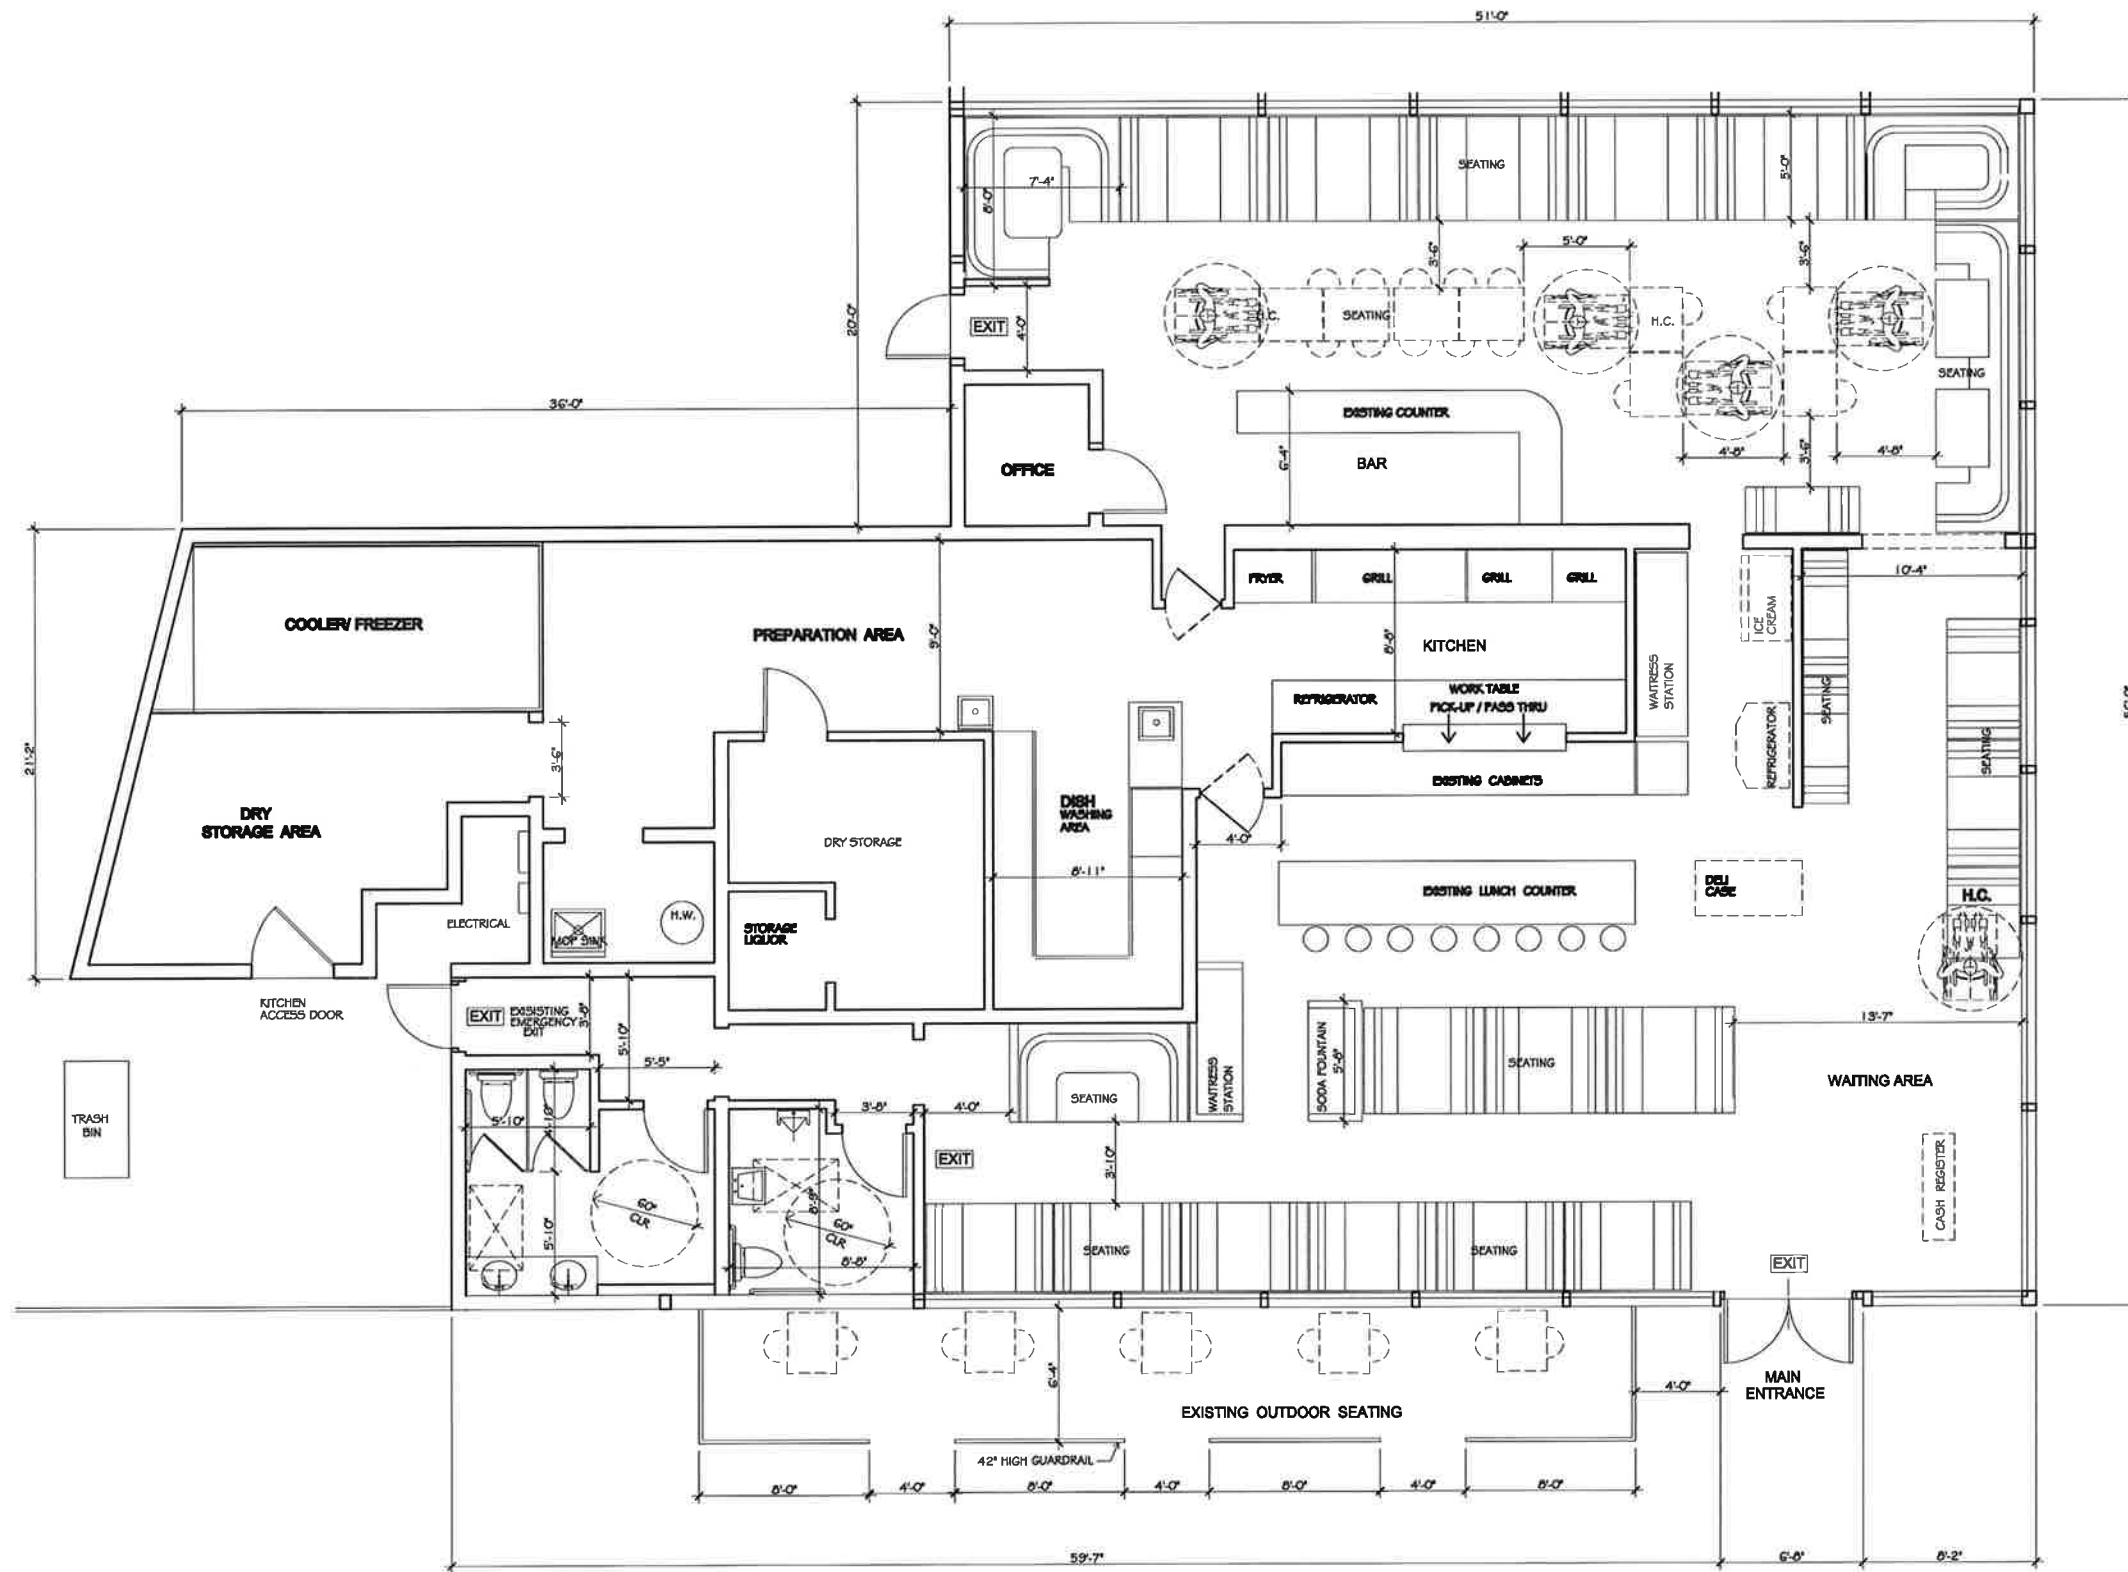 51'-0"
SEATING
5'-0"
7'-4"
8'-0"
3'-6"
5'-0"
3'-6"
20'-0"
EXIT
4'-0"
H.C.
SEATING
H.C.
SEATING
36'-0"
EXISTING COUNTER
6'-4"
BAR
4'-8"
3'-6"
4'-8"
OFFICE
21'-2"
COOLER/ FREEZER
PREPARATION AREA
9'-0"
FRYER
GRILL
GRILL
GRILL
10'-4"
ICE
CREAM
KITCHEN
8'-8"
WAITRESS
STATION
REFRIGERATOR
WORK TABLE
PICK-UP / PASS THRU
SEATING
REFRIGERATOR
SEATING
3'-6"
EXISTING CABINETS
DRY
STORAGE AREA
DISH
WASHING
AREA
DRY STORAGE
4'-0"
8'-11"
EXISTING LUNCH COUNTER
DELI
CASE
H.C.
ELECTRICAL
MOP SINK
H.W.
STORAGE
LIQUOR
KITCHEN
ACCESS DOOR
EXIT
EXSISTING
EMERGENCY
EXIT
3'-8"
5'-10"
5'-5"
13'-7"
SODA FOUNTAIN
5'-8"
SEATING
WAITING AREA
WAITRESS
STATION
SEATING
TRASH
BIN
5'-10"
3'-8"
4'-0"
EXIT
3'-10"
CASH REGISTER
60"
CLR
5'-10"
60"
CLR
8'-8"
SEATING
SEATING
EXIT
6'-4"
4'-0"
MAIN
ENTRANCE
EXISTING OUTDOOR SEATING
42" HIGH GUARDRAIL
8'-0"
4'-0"
8'-0"
4'-0"
8'-0"
4'-0"
8'-0"
59'-7"
6'-8"
8'-2"